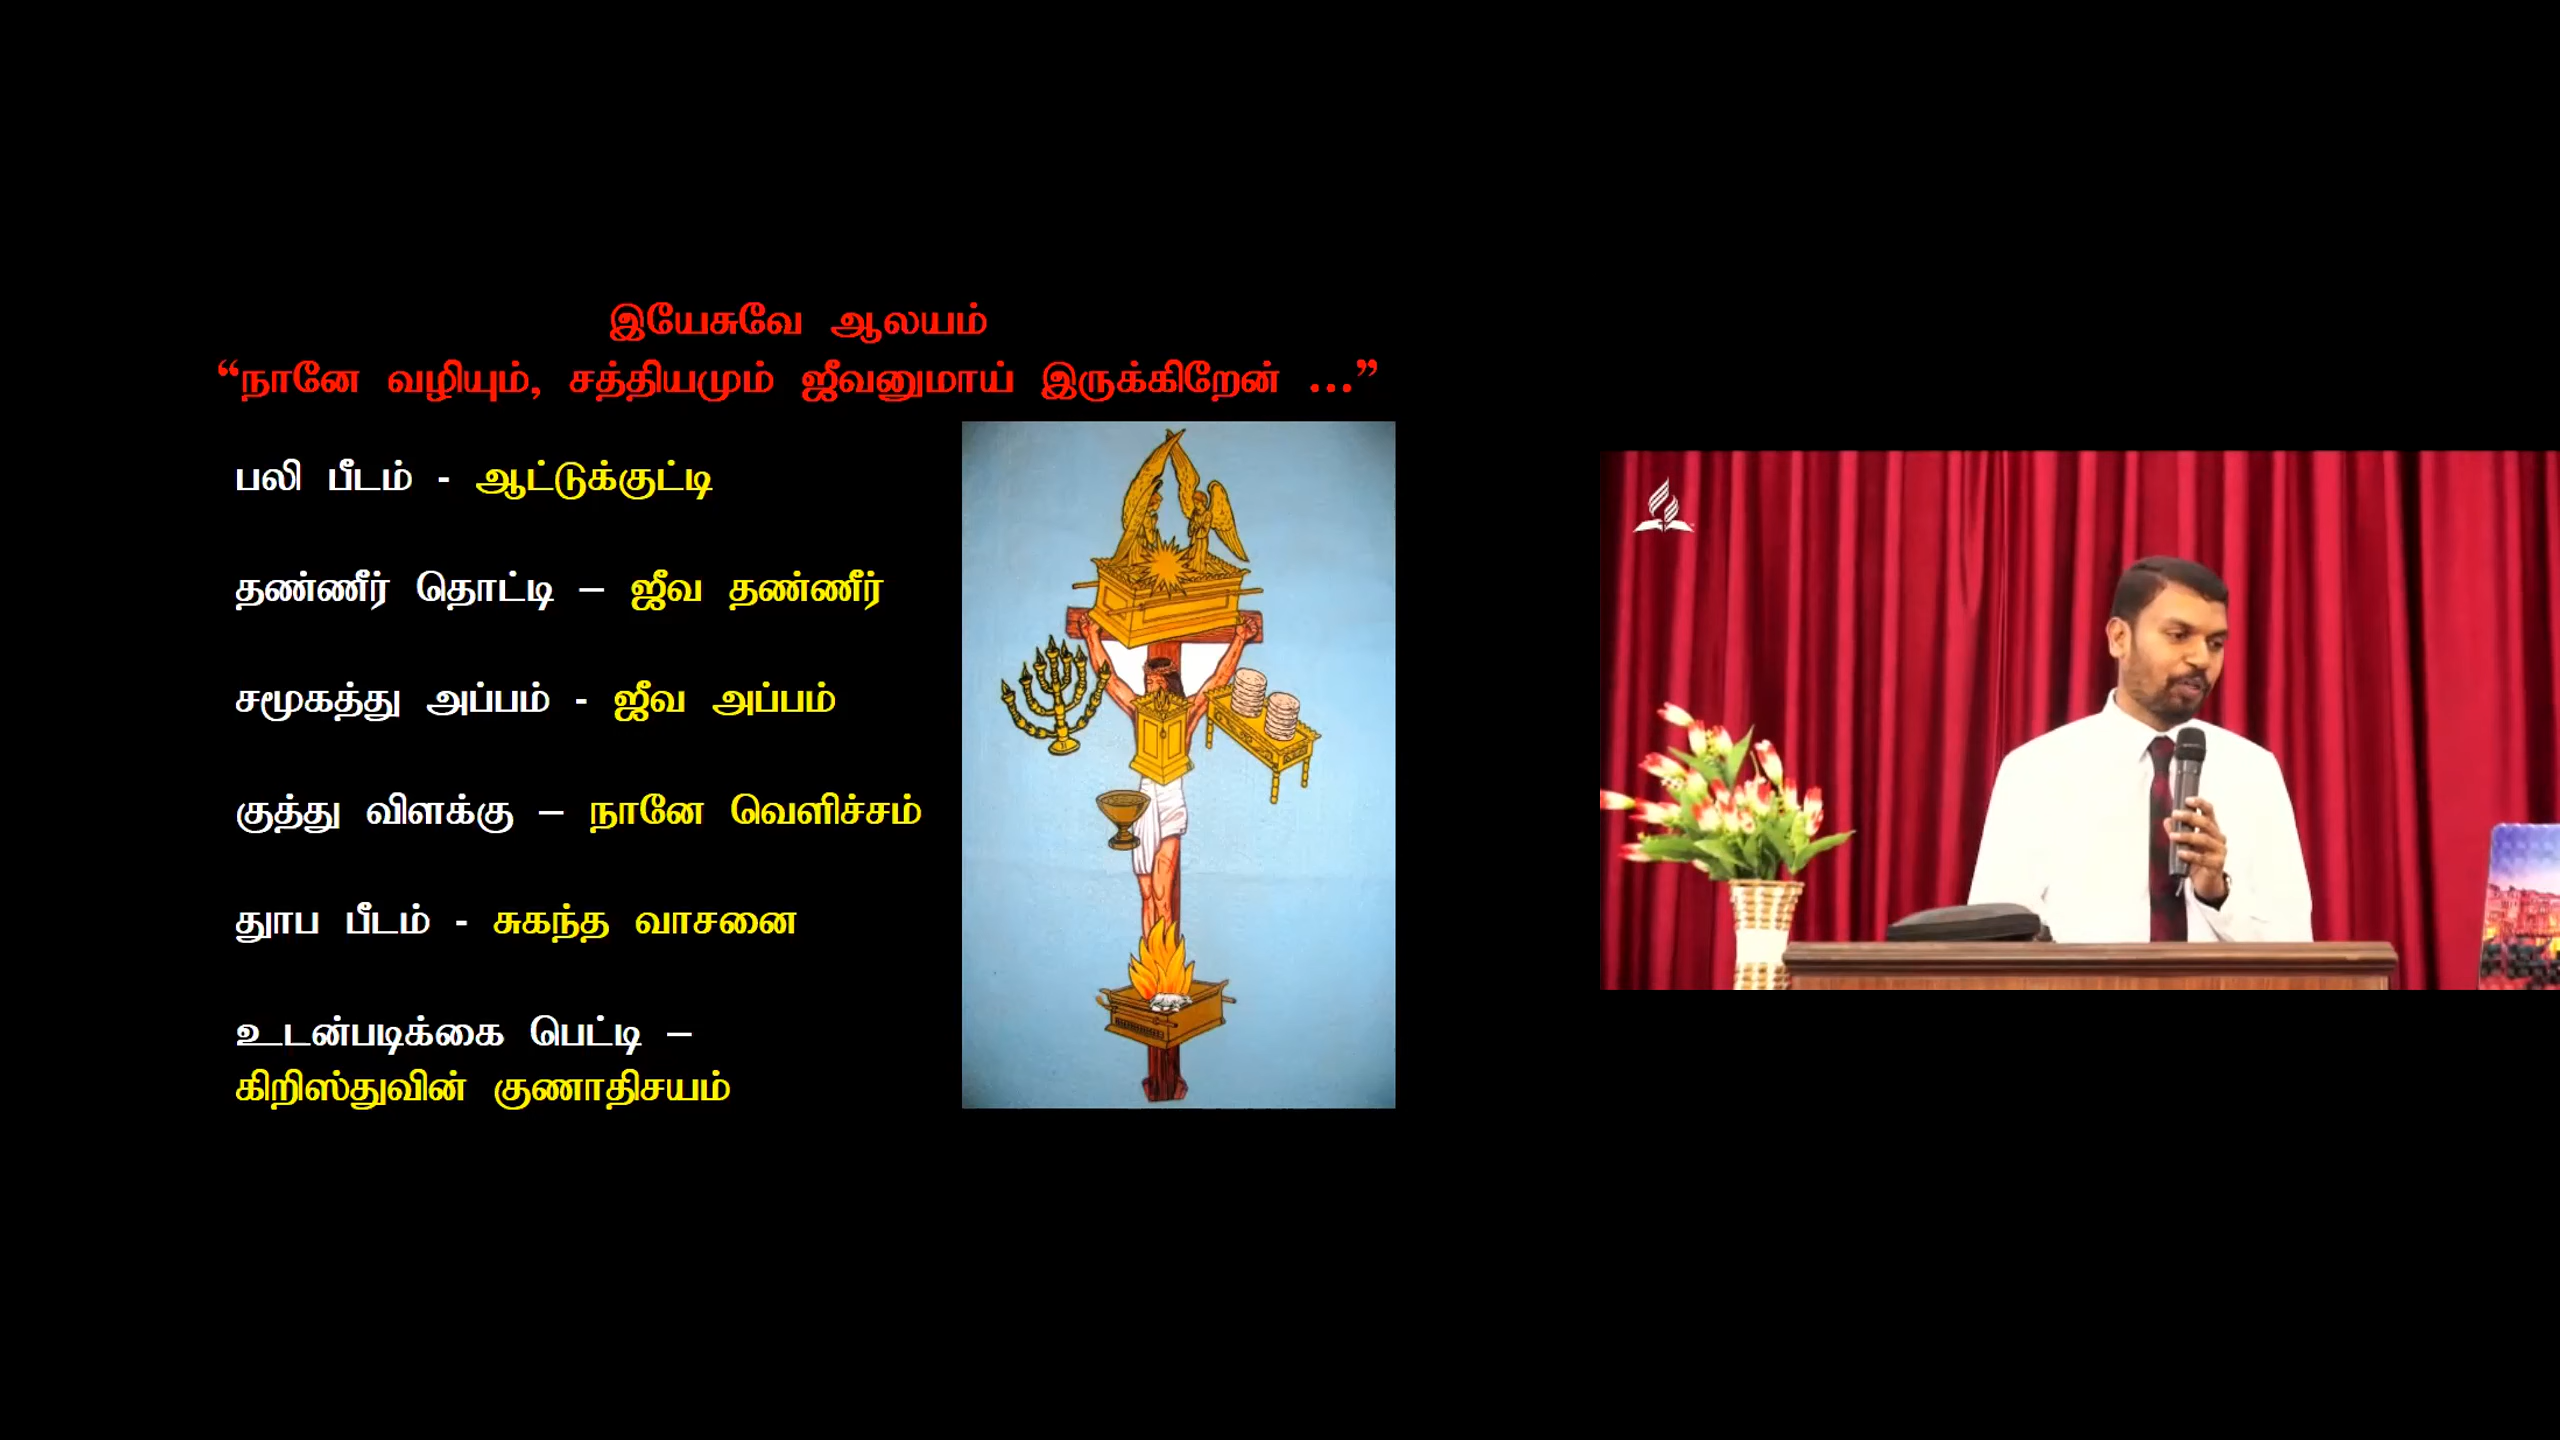 இயேசுவே ஆலயம்
“நானே வழியும், சத்தியமும் ஜீவனுமாய் இருக்கிறேன் ...”
பலி பீடம் - ஆட்டுக்குட்டி
தண்ணீர் தொட்டி – ஜீவ தண்ணீர்
சமூகத்து அப்பம் - ஜீவ அப்பம்
குத்து விளக்கு – நானே வெளிச்சம்
தூப பீடம் - சுகந்த வாசனை
உடன்படிக்கை பெட்டி –
கிறிஸ்துவின் குணாதிசயம்